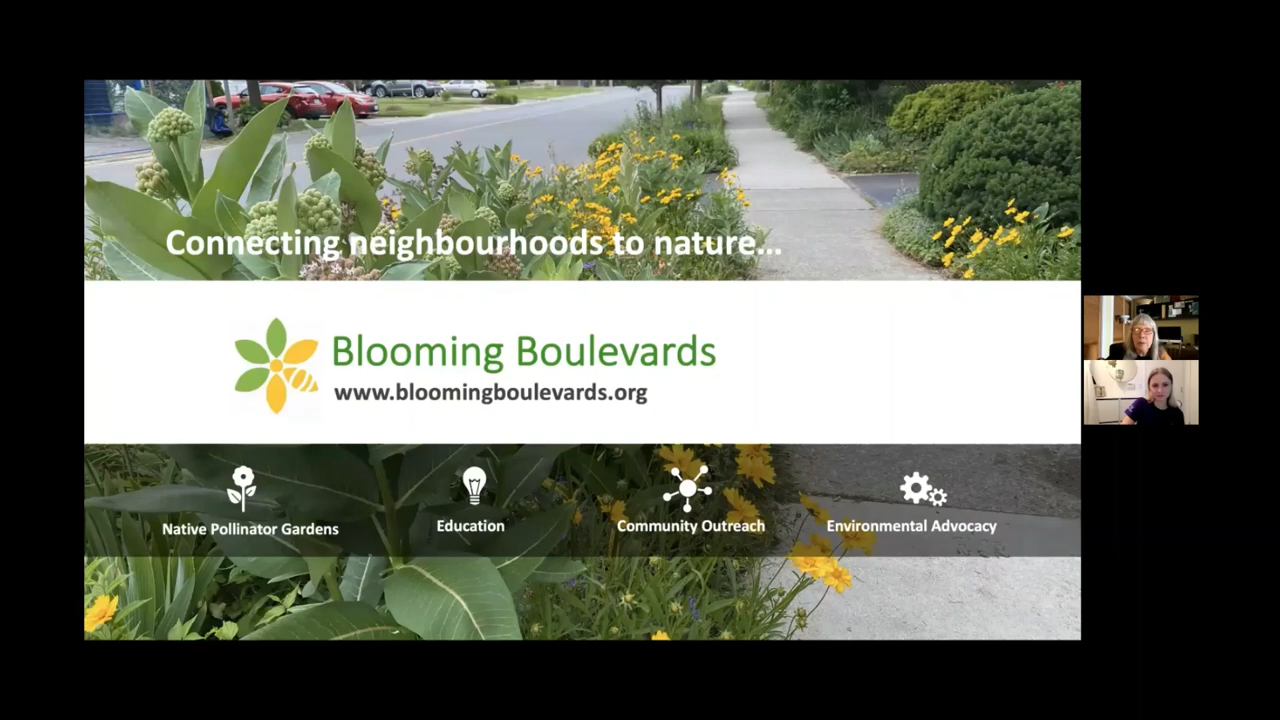 Connecting neighbourhoods to nature...
Blooming Boulevards
www.bloomingboulevards.org
Native Pollinator Gardens
Education
Community Outreach
Environmental Advocacy